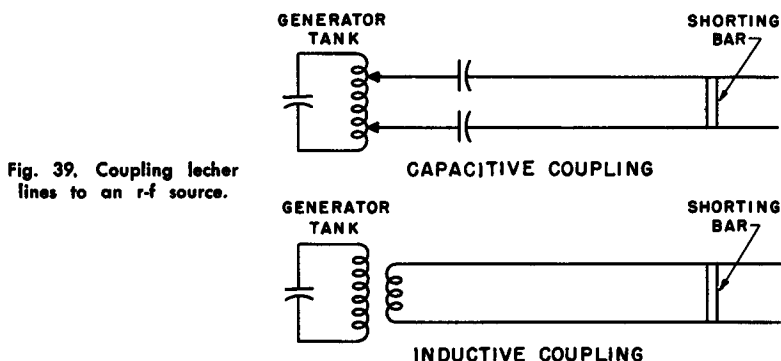 GENERATOR
TANK
SHORTING
BAR
CAPACITIVE COUPLING
Fig. 39. Coupling lecher
lines to an r-f source.
GENERATOR
TANK
SHORTING
BAR
INDUCTIVE COUPLING